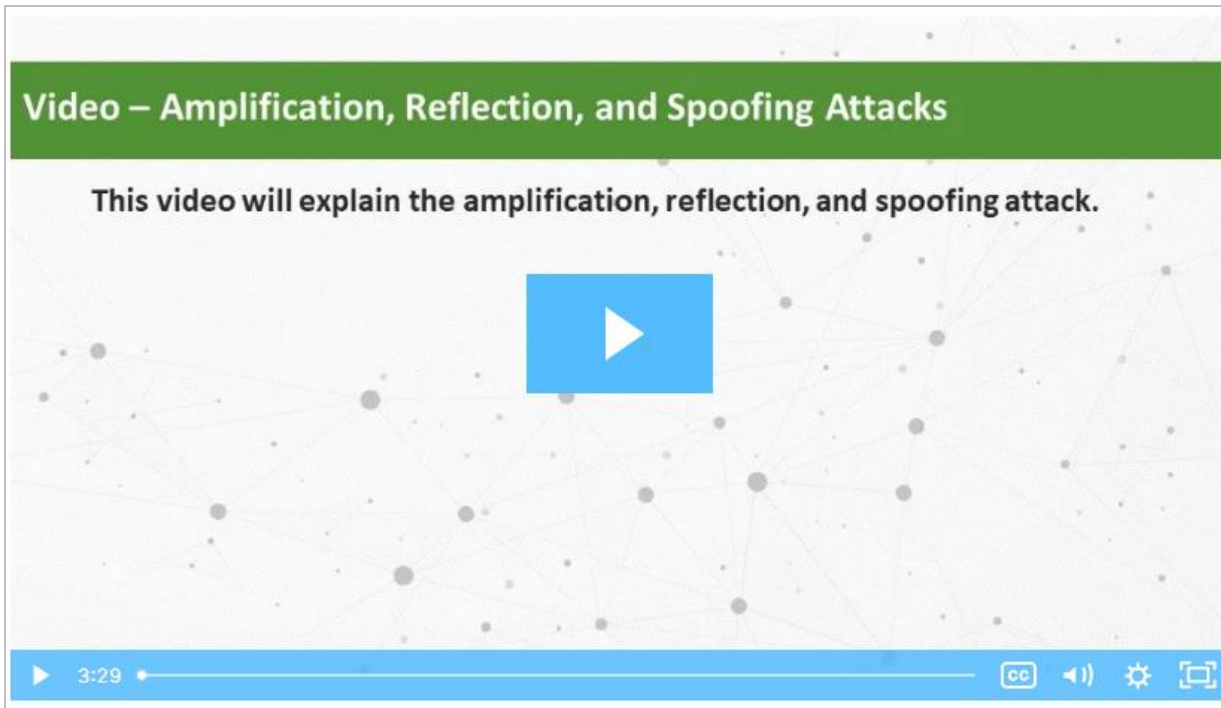 Video – Amplification, Reflection, and Spoofing Attacks
This video will explain the amplification, reflection, and spoofing attack.
3:29
CC